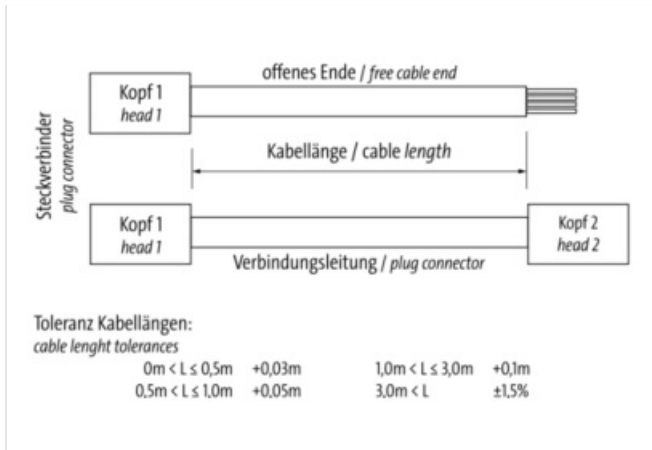 offenes Ende / free cable end
Kopf 1
head 1
Steckverbinder
plug connector
Kabellänge / cable length
Kopf 1
head 1
Kopf 2
head 2
Verbindungsleitung / plug connector
Toleranz Kabellängen:
cable lenght tolerances
0m < L ≤ 0,5m +0,03m 1,0m < L ≤ 3,0m +0,1m
0,5m < L ≤ 1,0m +0,05m 3,0m < L ±1,5%